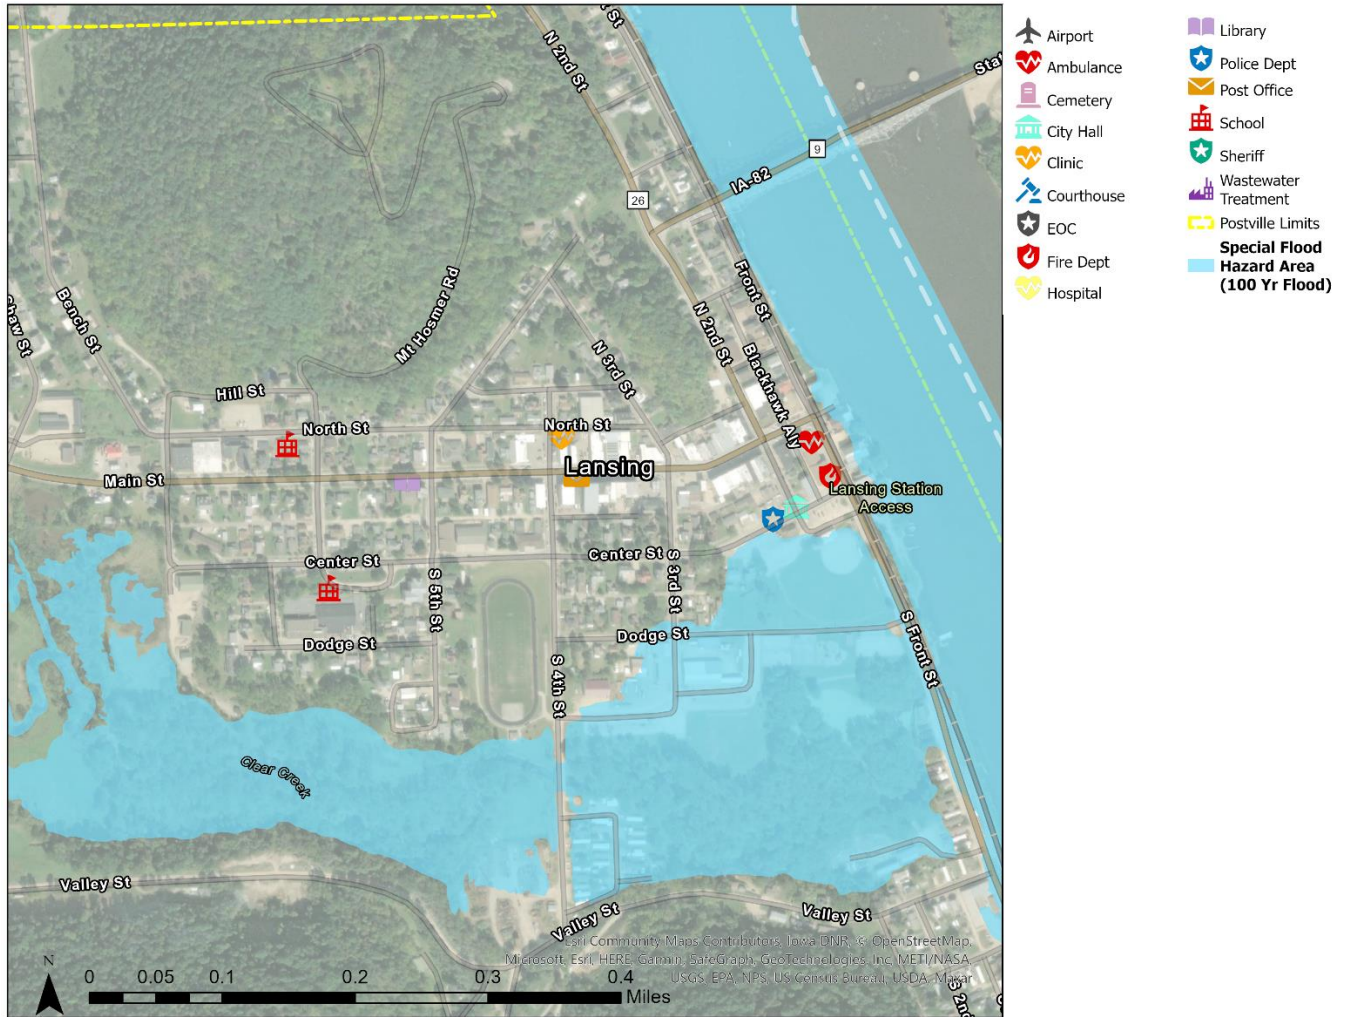 Front St
N 2nd St
State
9
IA-82
26
Front St
Mt Hosmer Rd
Bench St
Shaw St
N 2nd St
N 3rd St
Blackhawk Aly
Hill St
North St
North St
Lansing
Main St
Lansing Station
Access
Center St
Center St
S 3rd St
S 5th St
Dodge St
Dodge St
S Front St
S 4th St
Clear Creek
Valley St
Valley St
Valley St
S 2nd
Esri Community Maps Contributors, Iowa DNR, © OpenStreetMap,
Microsoft, Esri, HERE, Garmin, SafeGraph, GeoTechnologies, Inc, METI/NASA,
USGS, EPA, NPS, US Census Bureau, USDA, Maxar
N
0 0.05 0.1 0.2 0.3 0.4
Miles
Airport
Ambulance
Cemetery
City Hall
Clinic
Courthouse
EOC
Fire Dept
Hospital
Library
Police Dept
Post Office
School
Sheriff
Wastewater
Treatment
Postville Limits
Special Flood
Hazard Area
(100 Yr Flood)